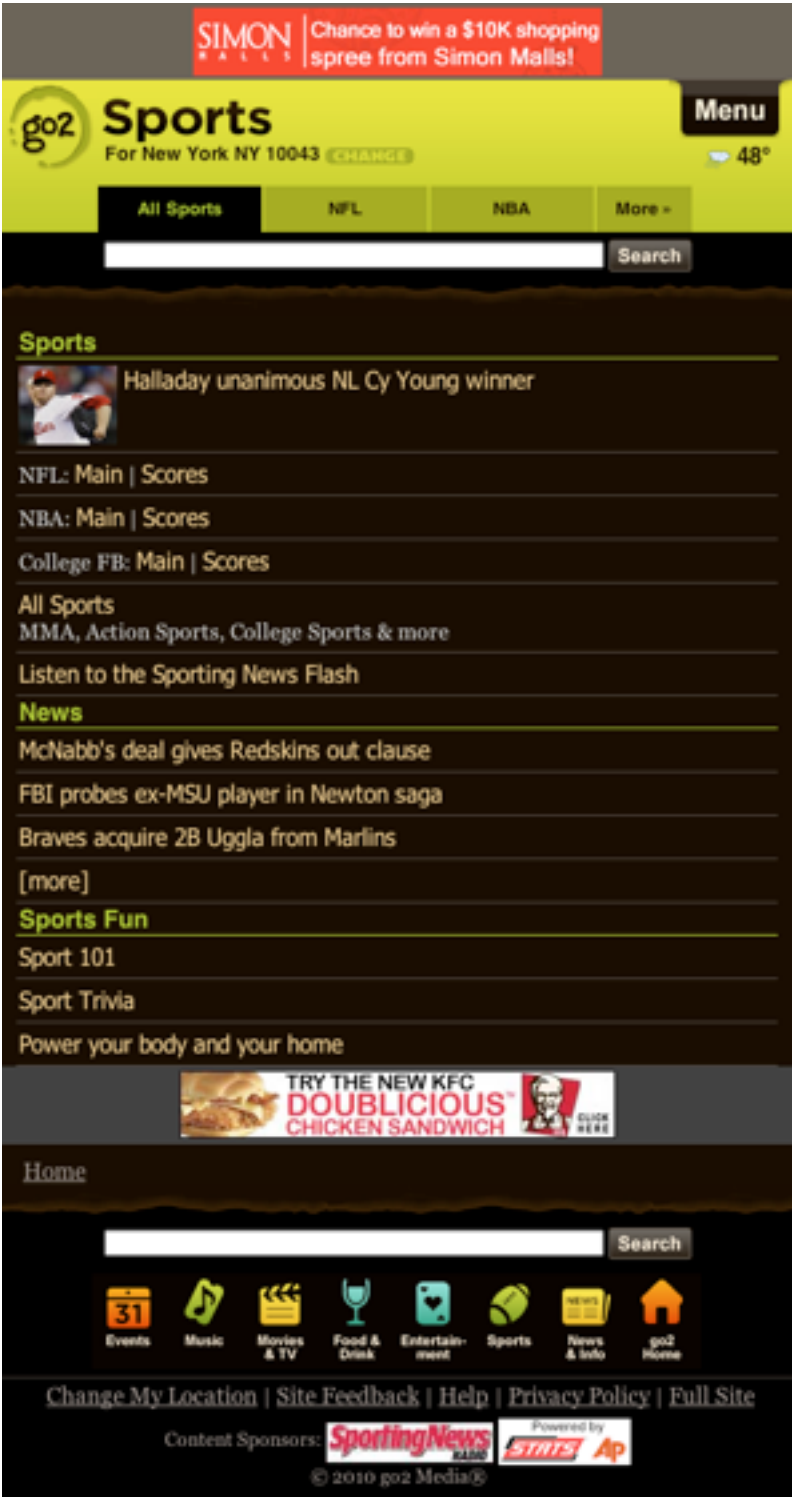 SIMON MALLS
Chance to win a $10K shopping
spree from Simon Malls!
go2
Sports
Menu
For New York NY 10043 CHANGE
48°
All Sports NFL NBA More »
Search
Sports
Halladay unanimous NL Cy Young winner
NFL: Main | Scores
NBA: Main | Scores
College FB: Main | Scores
All Sports
MMA, Action Sports, College Sports & more
Listen to the Sporting News Flash
News
McNabb's deal gives Redskins out clause
FBI probes ex-MSU player in Newton saga
Braves acquire 2B Uggla from Marlins
[more]
Sports Fun
Sport 101
Sport Trivia
Power your body and your home
TRY THE NEW KFC
DOUBLICIOUS™
CHICKEN SANDWICH
KFC
CLICK
HERE
Home
Search
31
NEWS
Events Music Movies & TV Food & Drink Entertain-ment Sports News & Info go2 Home
Change My Location | Site Feedback | Help | Privacy Policy | Full Site
Content Sponsors: SportingNews RADIO Powered by STATS AP
© 2010 go2 Media®